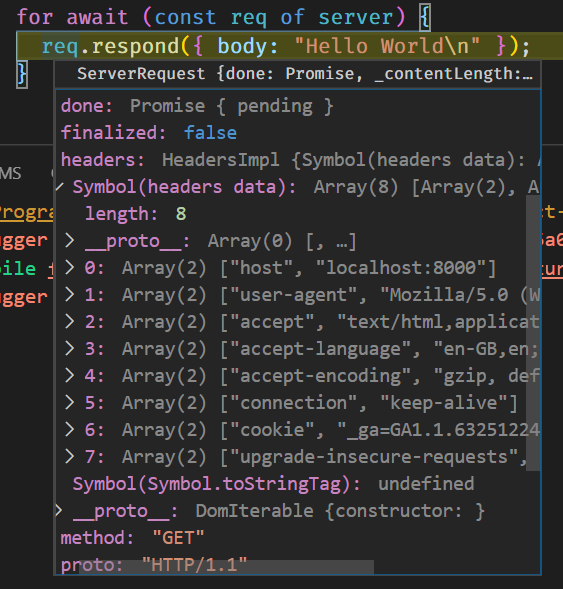 for await (const req of server) {
req.respond({ body: "Hello World\n" });
}
ServerRequest {done: Promise, _contentLength:…
done: Promise { pending }
finalized: false
headers: HeadersImpl {Symbol(headers data): A
MS
Symbol(headers data): Array(8) [Array(2), A
length: 8
Progra
ugger
__proto__: Array(0) [, …]
0: Array(2) ["host", "localhost:8000"]
1: Array(2) ["user-agent", "Mozilla/5.0 (W
ugger
2: Array(2) ["accept", "text/html,applicat
3: Array(2) ["accept-language", "en-GB,en;
4: Array(2) ["accept-encoding", "gzip, def
5: Array(2) ["connection", "keep-alive"]
6: Array(2) ["cookie", "_ga=GA1.1.63251224
7: Array(2) ["upgrade-insecure-requests",
Symbol(Symbol.toStringTag): undefined
__proto__: DomIterable {constructor: }
method: "GET"
proto: "HTTP/1.1"